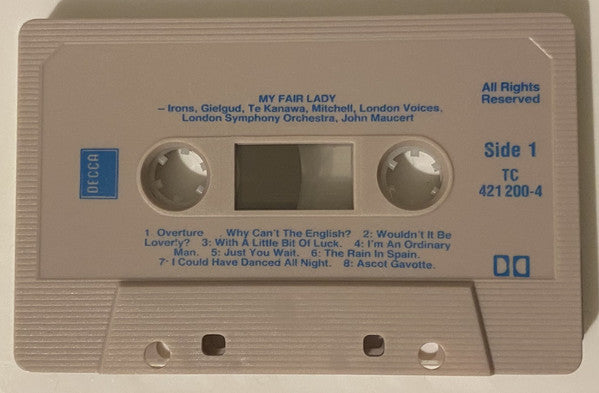 MY FAIR LADY
– Irons, Gielgud, Te Kanawa, Mitchell, London Voices,
London Symphony Orchestra, John Maucert
All Rights
Reserved
DECCA
Side 1
TC
421 200-4
1 Overture . Why Can't The English? 2: Wouldn't It Be
Loverly? 3: With A Little Bit Of Luck. 4: I'm An Ordinary
Man. 5: Just You Wait. 6: The Rain In Spain.
7· I Could Have Danced All Night. 8: Ascot Gavotte.